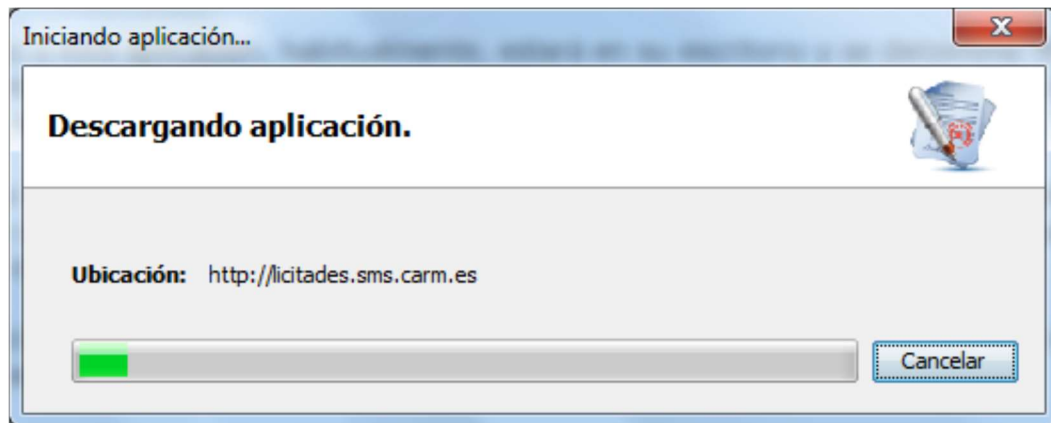 Iniciando aplicación...
Descargando aplicación.
Ubicación: http://licitades.sms.carm.es
Cancelar